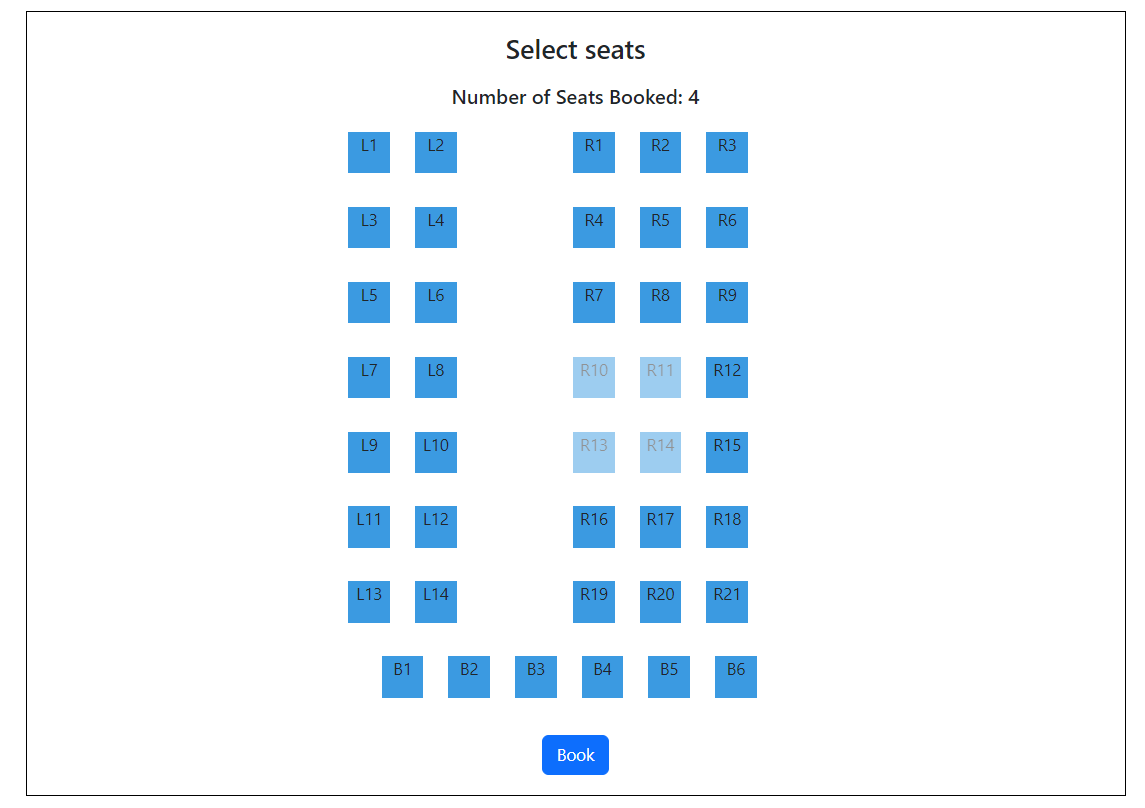 Select seats
Number of Seats Booked: 4
L1 L2 R1 R2 R3
L3 L4 R4 R5 R6
L5 L6 R7 R8 R9
L7 L8 R10 R11 R12
L9 L10 R13 R14 R15
L11 L12 R16 R17 R18
L13 L14 R19 R20 R21
B1 B2 B3 B4 B5 B6
Book